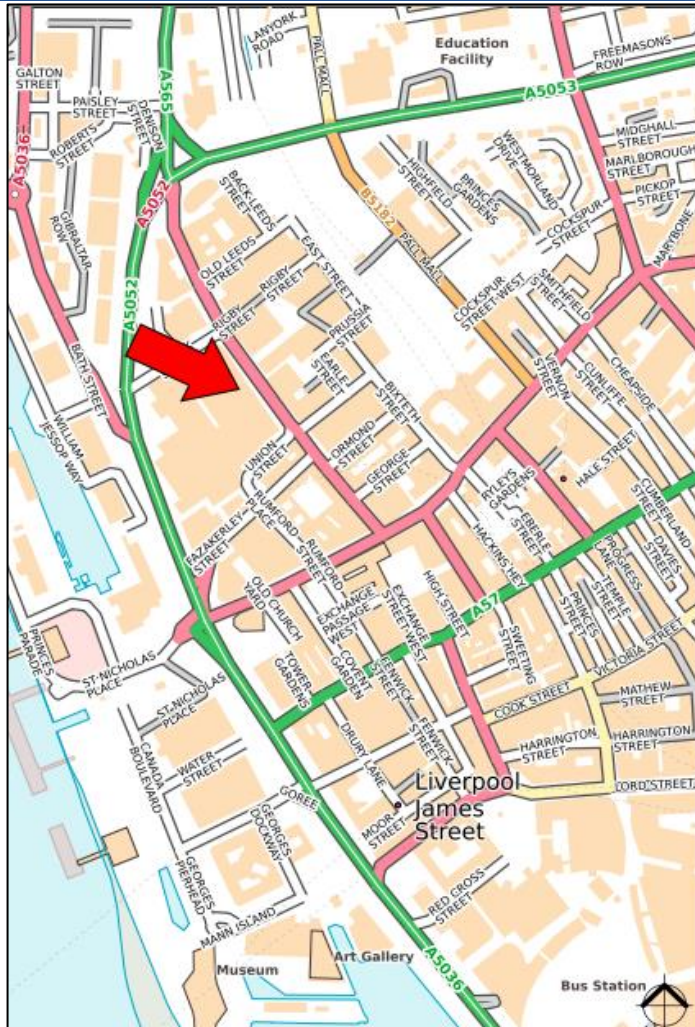 LANYORK
ROAD
PALL MALL
Education
Facility
FREEMASONS
ROW
GALTON
STREET
A565
A5053
PAISLEY
STREET
DENISON
STREET
ROBERTS
STREET
A5036
A5052
MIDGHALL
STREET
MARLBOROUGH
STREET
PICKOP
STREET
WESTMORLAND
DRIVE
HIGHFIELD
STREET
PRINCES
GARDENS
B5182
PALL MALL
COCKSPUR
STREET
BACK-LEEDS
STREET
GIBRALTAR
ROW
OLD LEEDS
STREET
EAST STREET
RIGBY
STREET
RIGBY
STREET
COCKSPUR
STREET-WEST
SMITHFIELD
STREET
A5052
PRUSSIA
STREET
BATH STREET
EARLE
STREET
BIXTETH
STREET
VERNON
STREET
CUNLIFFE
STREET
CHEAPSIDE
WILLIAM
JESSOP WAY
UNION
STREET
ORMOND
STREET
GEORGE
STREET
HALE STREET
RYLEYS
GARDENS
CUMBERLAND
STREET
FAZAKERLEY
STREET
RUMFORD
PLACE
RUMFORD
STREET
HACKINS HEY
EBERLE
STREET
PROGRESS
LANE
DAVIES
STREET
TEMPLE
STREET
PRINCES
STREET
OLD CHURCH
YARD
EXCHANGE
PASSAGE
WEST
EXCHANGE
STREET-WEST
HIGH STREET
A57
SWEETING
STREET
VICTORIA STREET
PRINCES
PARADE
ST-NICHOLAS
PLACE
ST-NICHOLAS
PLACE
TOWER
GARDENS
COVENT
GARDEN
FENWICK
STREET
COOK STREET
MATHEW
STREET
FENWICK
STREET
HARRINGTON
STREET
HARRINGTON
STREET
CANADA
BOULEVARD
WATER
STREET
DRURY LANE
GOREE
Liverpool
James
Street
LORD STREET
MOOR
STREET
GEORGES
DOCKWAY
GEORGES
PIERHEAD
RED CROSS
STREET
MANN ISLAND
Museum
Art Gallery
A5036
Bus Station